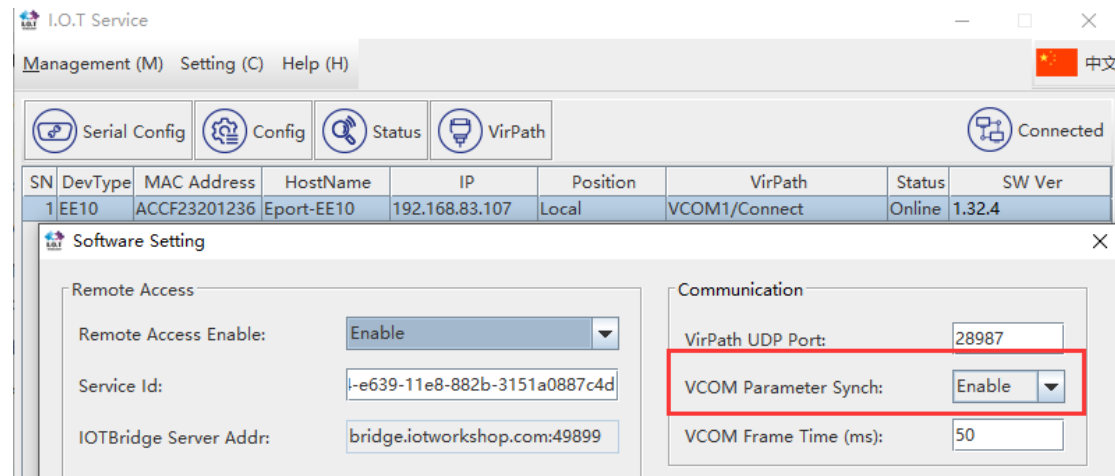 I.O.T Service
Management (M) Setting (C) Help (H) 中文
Serial Config Config Status VirPath Connected
SN DevType MAC Address HostName IP Position VirPath Status SW Ver
1 EE10 ACCF23201236 Eport-EE10 192.168.83.107 Local VCOM1/Connect Online 1.32.4
Software Setting
Remote Access
Remote Access Enable: Enable
Service Id: -e639-11e8-882b-3151a0887c4d
IOTBridge Server Addr: bridge.iotworkshop.com:49899
Communication
VirPath UDP Port: 28987
VCOM Parameter Synch: Enable
VCOM Frame Time (ms): 50